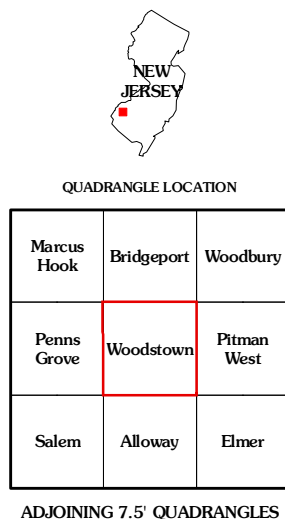 NEW
JERSEY
QUADRANGLE LOCATION
Marcus
Hook
Bridgeport
Woodbury
Penns
Grove
Woodstown
Pitman
West
Salem
Alloway
Elmer
ADJOINING 7.5' QUADRANGLES